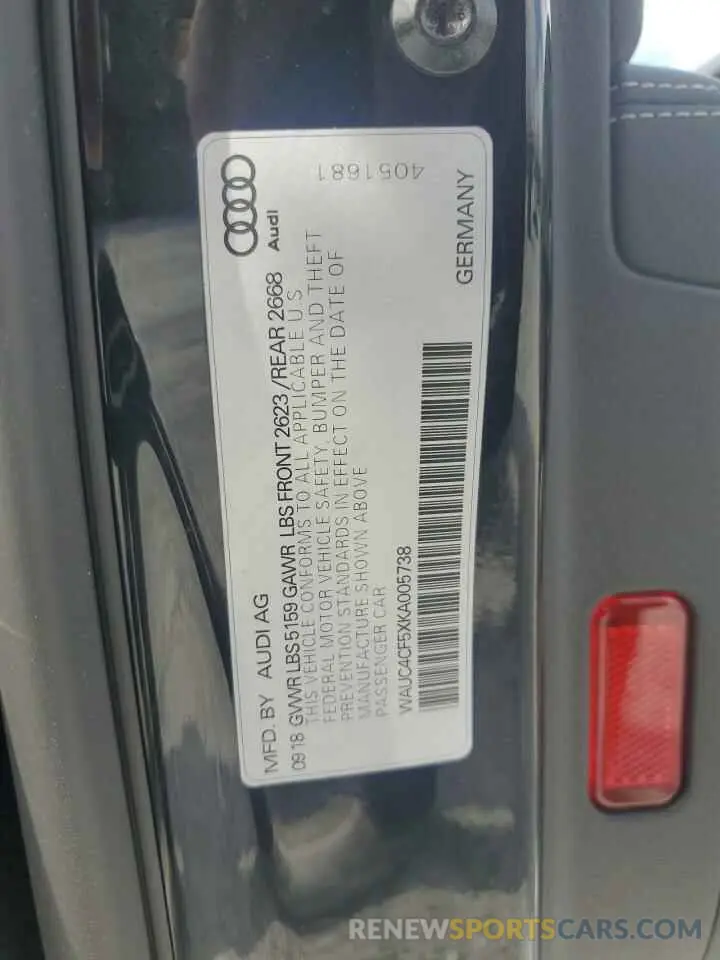 MFD. BY AUDI AG
09 18 GVWR LBS 5159 GAWR LBS FRONT 2623 / REAR 2668
THIS VEHICLE CONFORMS TO ALL APPLICABLE U.S
FEDERAL MOTOR VEHICLE SAFETY, BUMPER AND THEFT
PREVENTION STANDARDS IN EFFECT ON THE DATE OF
MANUFACTURE SHOWN ABOVE
PASSENGER CAR
WAUC4CF5XKA005738
Audi
GERMANY
4051681
RENEWSPORTSCARS.COM